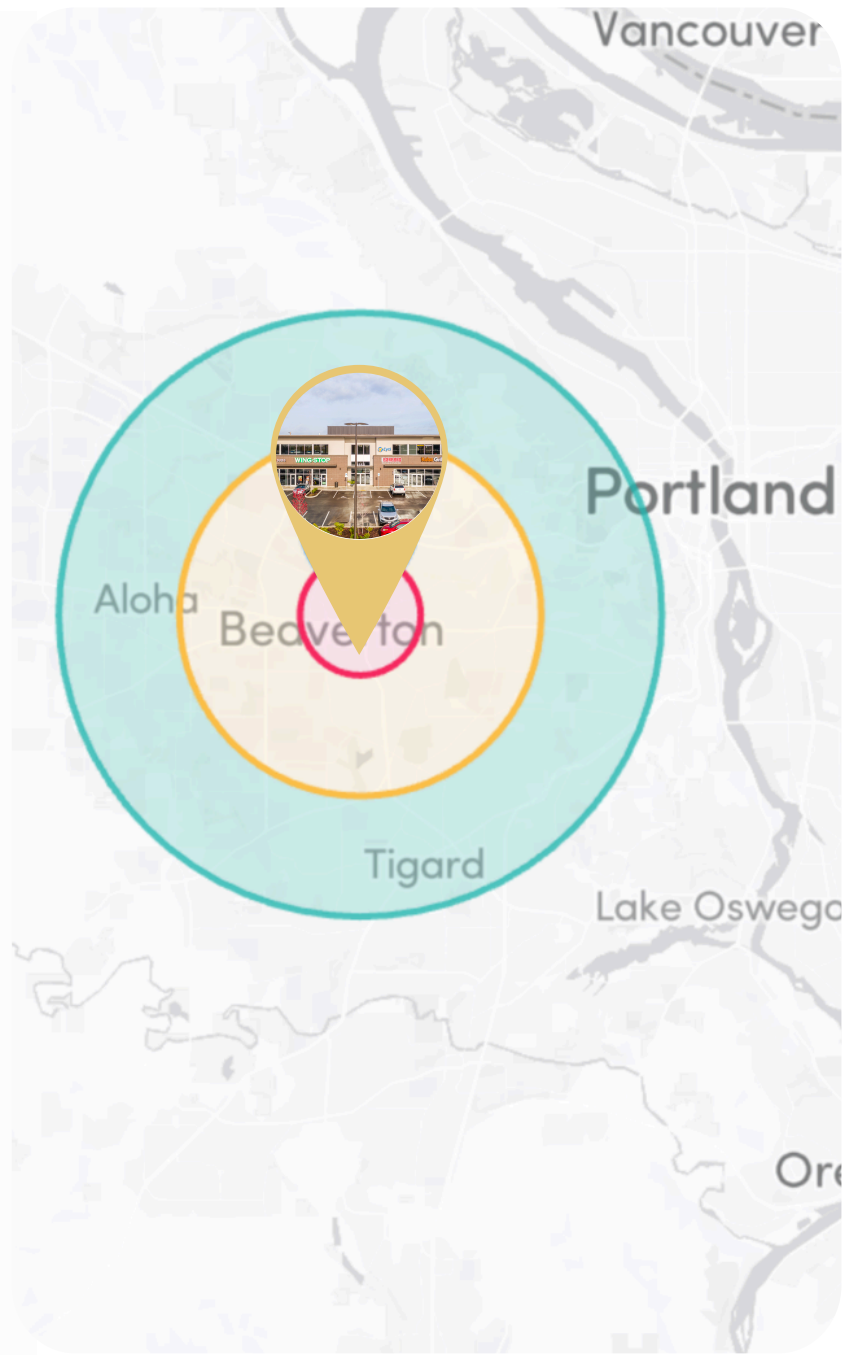 Vancouver
WING·STOP
Portland
Aloha
Beaverton
Tigard
Lake Oswego
Ore